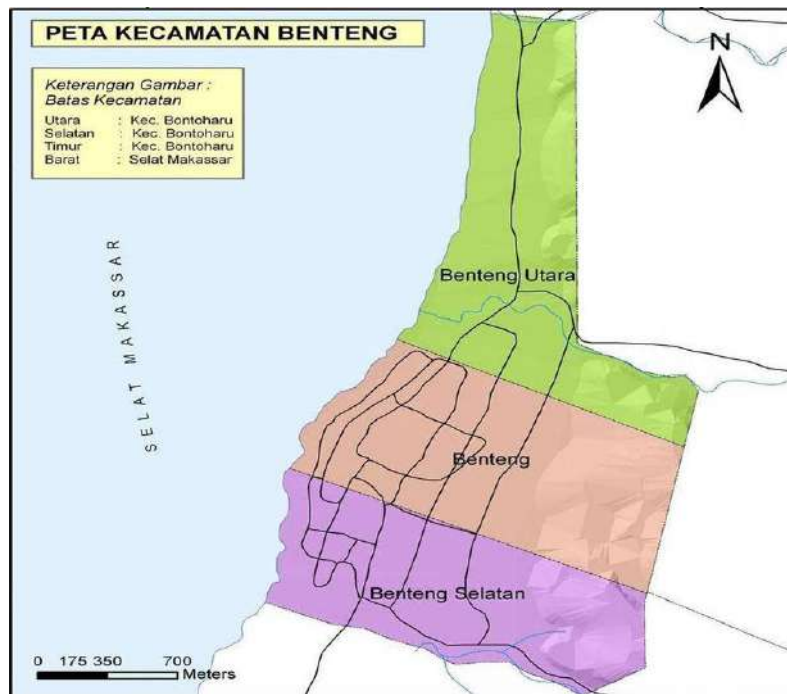 PETA KECAMATAN BENTENG
Keterangan Gambar :
Batas Kecamatan
Utara : Kec. Bontoharu
Selatan : Kec. Bontoharu
Timur : Kec. Bontoharu
Barat : Selat Makassar
N
Benteng Utara
SELAT MAKASSAR
Benteng
Benteng Selatan
0 175 350 700
Meters